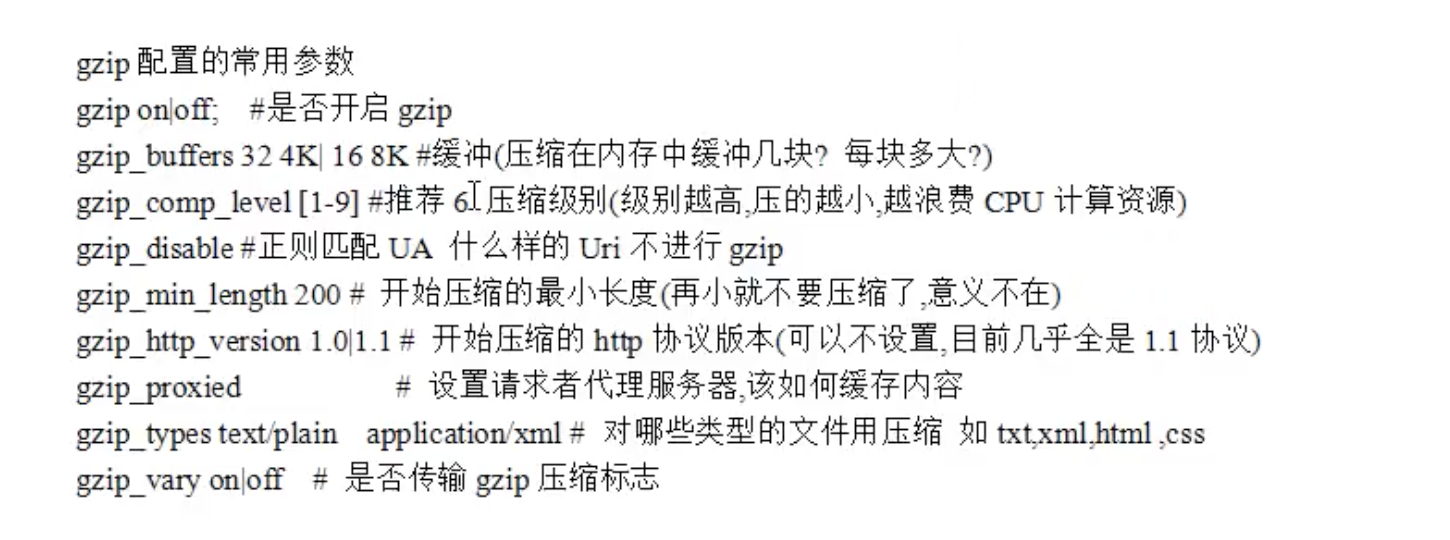 gzip 配置的常用参数
gzip on|off; #是否开启 gzip
gzip_buffers 32 4K| 16 8K #缓冲(压缩在内存中缓冲几块? 每块多大?)
gzip_comp_level [1-9] #推荐 6 压缩级别(级别越高,压的越小,越浪费 CPU 计算资源)
gzip_disable #正则匹配 UA 什么样的 Uri 不进行 gzip
gzip_min_length 200 # 开始压缩的最小长度(再小就不要压缩了,意义不在)
gzip_http_version 1.0|1.1 # 开始压缩的 http 协议版本(可以不设置,目前几乎全是 1.1 协议)
gzip_proxied # 设置请求者代理服务器,该如何缓存内容
gzip_types text/plain application/xml # 对哪些类型的文件用压缩 如 txt,xml,html ,css
gzip_vary on|off # 是否传输 gzip 压缩标志